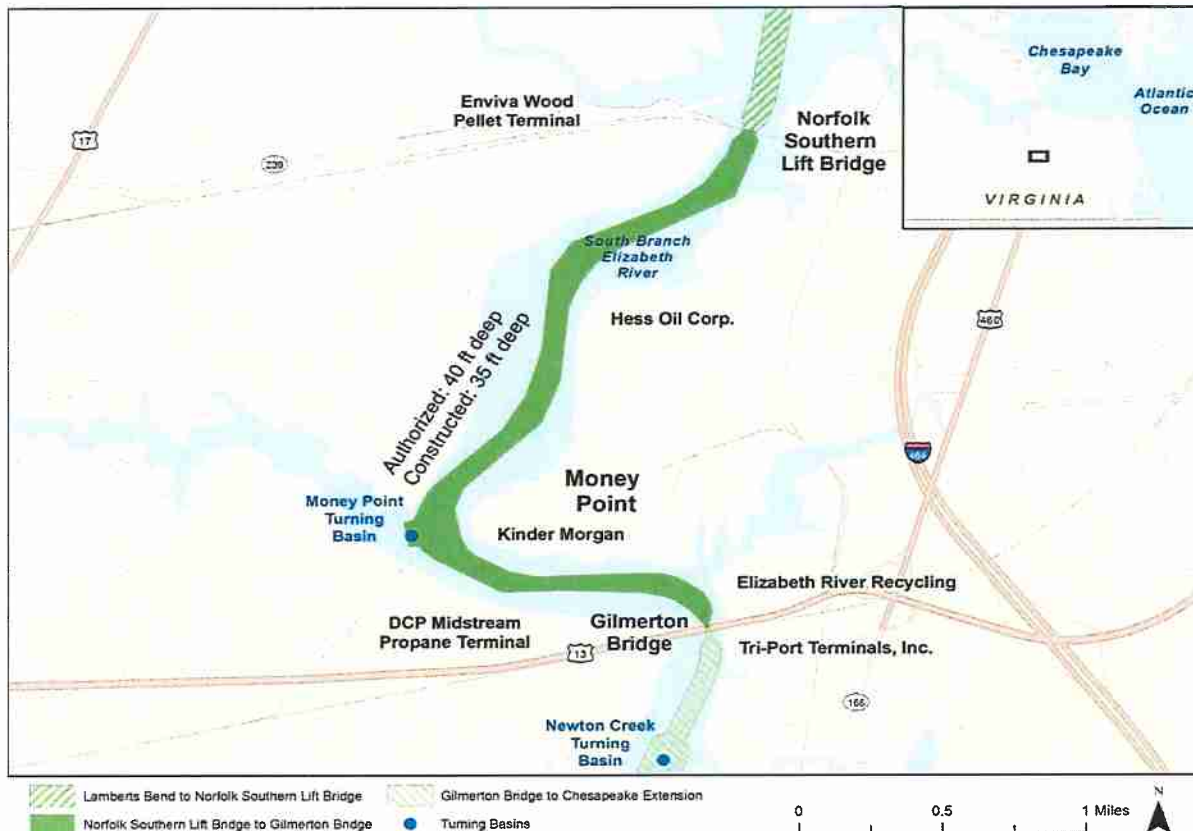 Chesapeake
Bay
Atlantic
Ocean
VIRGINIA
Enviva Wood
Pellet Terminal
Norfolk
Southern
Lift Bridge
17
239
South Branch
Elizabeth
River
Hess Oil Corp.
460
Authorized: 40 ft deep
Constructed: 35 ft deep
464
Money
Point
Money Point
Turning
Basin
Kinder Morgan
Elizabeth River Recycling
DCP Midstream
Propane Terminal
Gilmerton
Bridge
13
Tri-Port Terminals, Inc.
166
Newton Creek
Turning
Basin
Lamberts Bend to Norfolk Southern Lift Bridge
Gilmerton Bridge to Chesapeake Extension
Norfolk Southern Lift Bridge to Gilmerton Bridge
Turning Basins
0 0.5 1 Miles
N